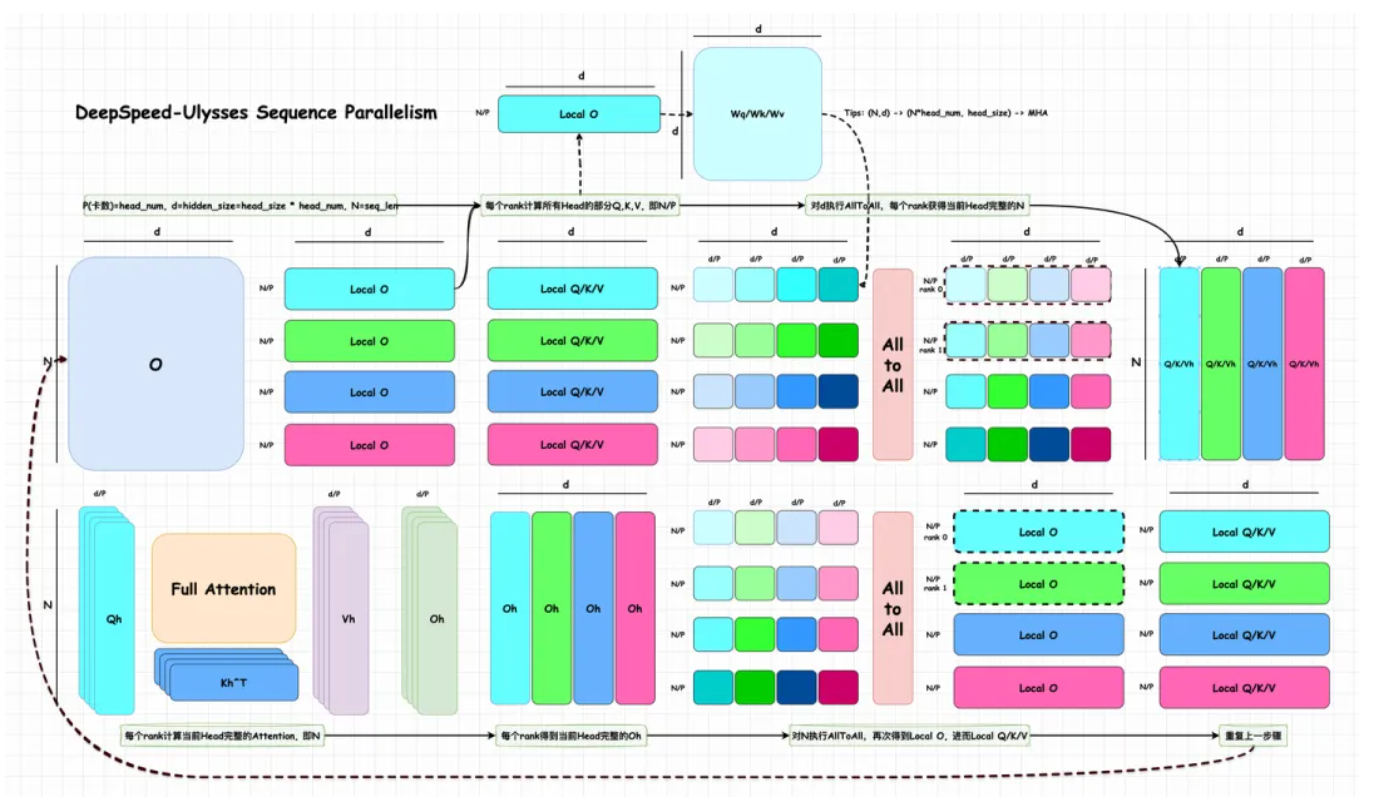 d
d
DeepSpeed-Ulysses Sequence Parallelism
N/P
Local O
d
Wq/Wk/Wv
Tips: (N,d) -> (N*head_num, head_size) -> MHA
P(卡数)=head_num, d=hidden_size=head_size * head_num, N=seq_len
每个rank计算所有Head的部分Q,K,V, 即N/P
对d执行AllToAll, 每个rank获得当前Head完整的N
d
d
d
d
d
d
d/P
d/P
d/P
d/P
d/P
d/P
d/P
d/P
d/P
d/P
d/P
d/P
N/P
Local O
Local Q/K/V
N/P
N/P
rank 0
N/P
Local O
Local Q/K/V
N/P
N/P
rank 1
N
O
All
to
All
N
Q/K/Vh
Q/K/Vh
Q/K/Vh
Q/K/Vh
N/P
Local O
Local Q/K/V
N/P
N/P
N/P
Local O
Local Q/K/V
N/P
N/P
d
d
d
d/P
d/P
d/P
d/P
d/P
d/P
d/P
N/P
N/P
rank 0
Local O
N/P
Local Q/K/V
N/P
N/P
rank 1
Local O
N/P
Local Q/K/V
Full Attention
N
Qh
Vh
Oh
Oh
Oh
Oh
Oh
All
to
All
N/P
N/P
Local O
N/P
Local Q/K/V
Kh^T
N/P
N/P
Local O
N/P
Local Q/K/V
每个rank计算当前Head完整的Attention, 即N
每个rank得到当前Head完整的Oh
对N执行AllToAll, 再次得到Local O, 进而Local Q/K/V
重复上一步骤